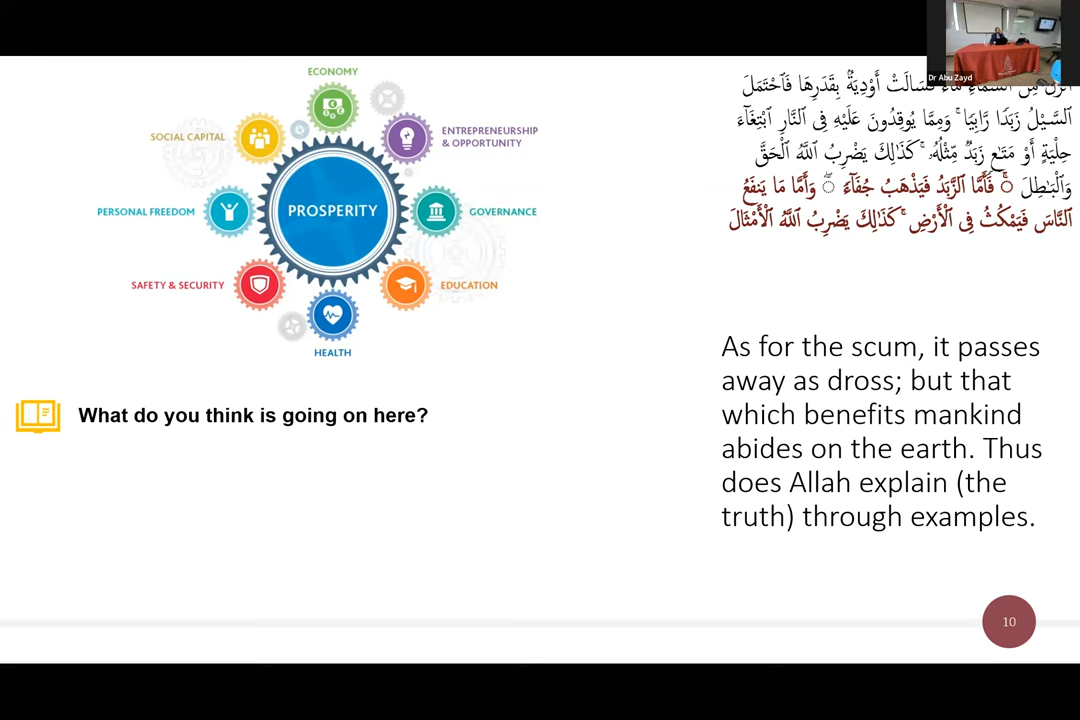 ECONOMY
SOCIAL CAPITAL
ENTREPRENEURSHIP
& OPPORTUNITY
PERSONAL FREEDOM
PROSPERITY
GOVERNANCE
SAFETY & SECURITY
EDUCATION
HEALTH
What do you think is going on here?
Dr Abu Zayd
أَوْدِيَةٌۢ بِقَدَرِهَا فَٱحْتَمَلَ
ٱلسَّيْلُ زَبَدًا رَّابِيًا ۚ وَمِمَّا يُوقِدُونَ عَلَيْهِ فِى ٱلنَّارِ ٱبْتِغَآءَ
حِلْيَةٍ أَوْ مَتَـٰعٍ زَبَدٌ مِّثْلُهُۥ ۚ كَذَٰلِكَ يَضْرِبُ ٱللَّهُ ٱلْحَقَّ
وَٱلْبَـٰطِلَ ۚ فَأَمَّا ٱلزَّبَدُ فَيَذْهَبُ جُفَآءً ۖ وَأَمَّا مَا يَنفَعُ
ٱلنَّاسَ فَيَمْكُثُ فِى ٱلْأَرْضِ ۚ كَذَٰلِكَ يَضْرِبُ ٱللَّهُ ٱلْأَمْثَالَ
As for the scum, it passes
away as dross; but that
which benefits mankind
abides on the earth. Thus
does Allah explain (the
truth) through examples.
10